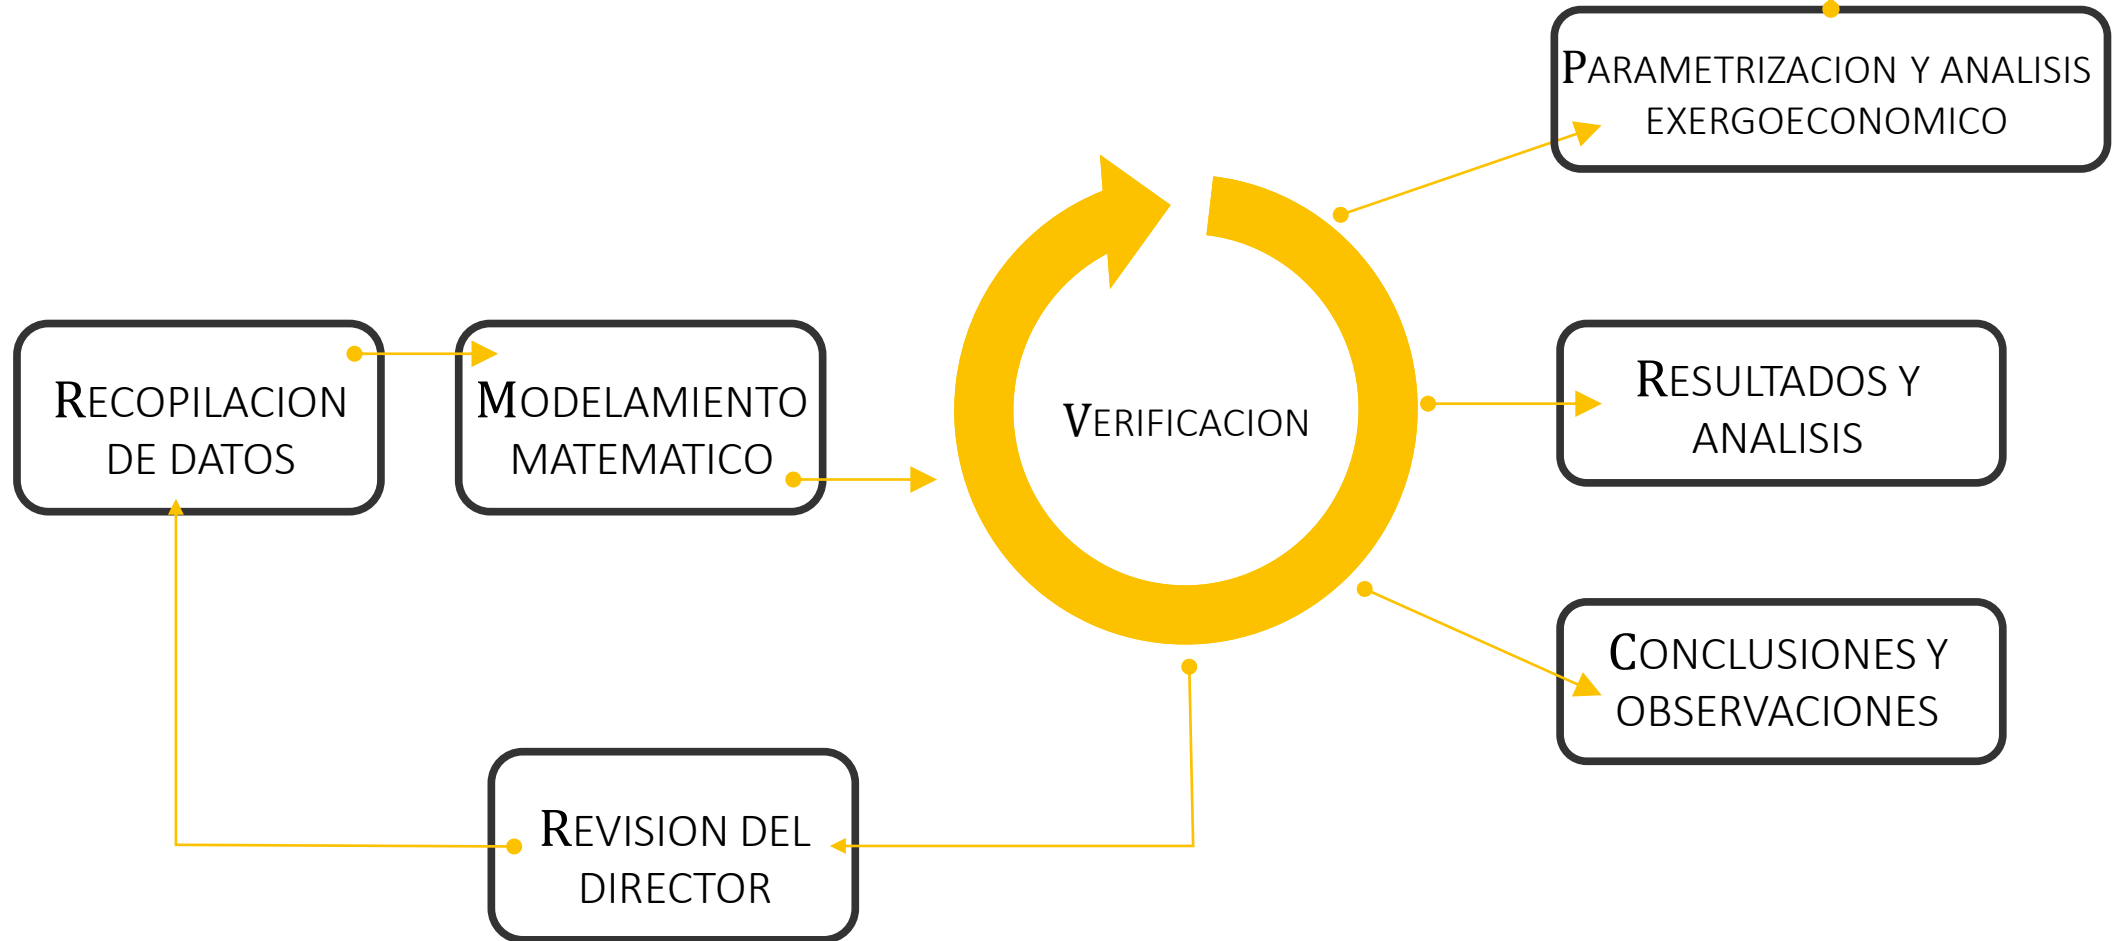 PARAMETRIZACION Y ANALISIS
EXERGOECONOMICO
RECOPILACION
DE DATOS
MODELAMIENTO
MATEMATICO
VERIFICACION
RESULTADOS Y
ANALISIS
CONCLUSIONES Y
OBSERVACIONES
REVISION DEL
DIRECTOR